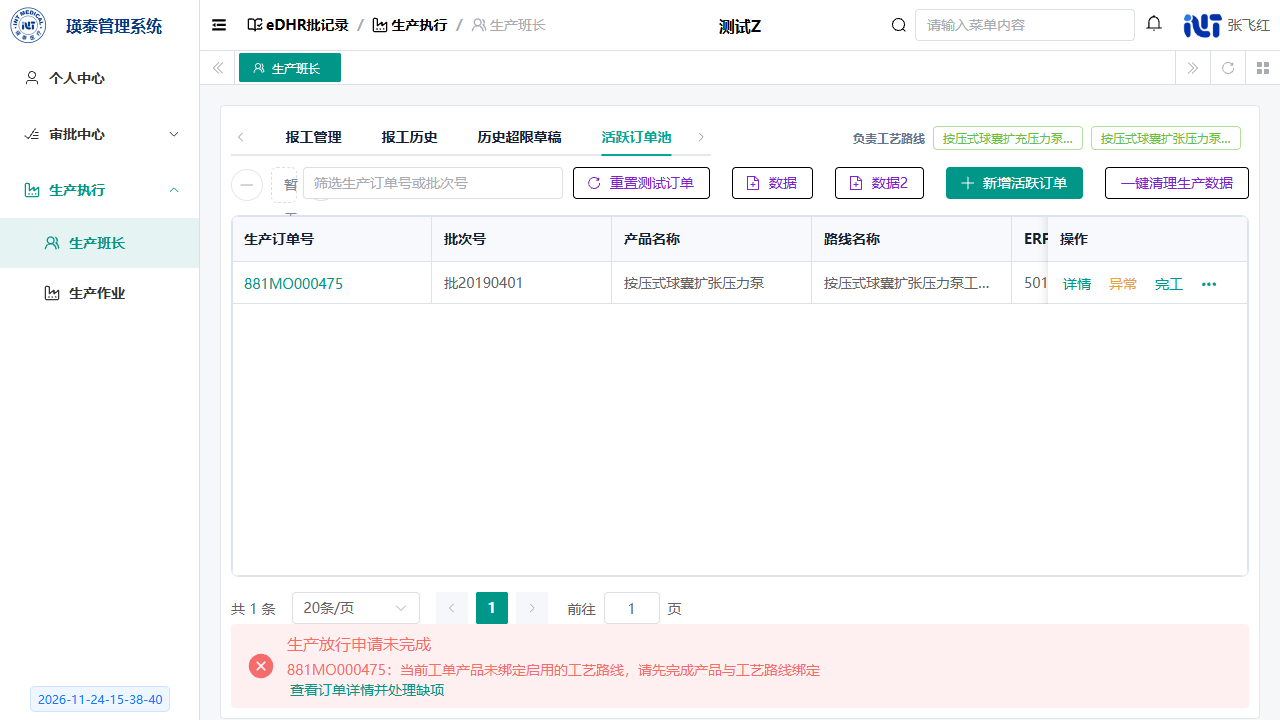 瑛泰管理系统
个人中心
审批中心
生产执行
生产班长
生产作业
2026-11-24-15-38-40
eDHR批记录 / 生产执行 / 生产班长
测试Z
请输入菜单内容
张飞红
生产班长
报工管理 报工历史 历史超限草稿 活跃订单池
负责工艺路线 按压式球囊扩充压力泵... 按压式球囊扩张压力泵...
暂
筛选生产订单号或批次号
重置测试订单 数据 数据2 新增活跃订单 一键清理生产数据
生产订单号 批次号 产品名称 路线名称 ERP 操作
881MO000475 批20190401 按压式球囊扩张压力泵 按压式球囊扩张压力泵工... 501 详情 异常 完工
共 1 条 20条/页 1 前往 1 页
生产放行申请未完成
881MO000475：当前工单产品未绑定启用的工艺路线，请先完成产品与工艺路线绑定
查看订单详情并处理缺项